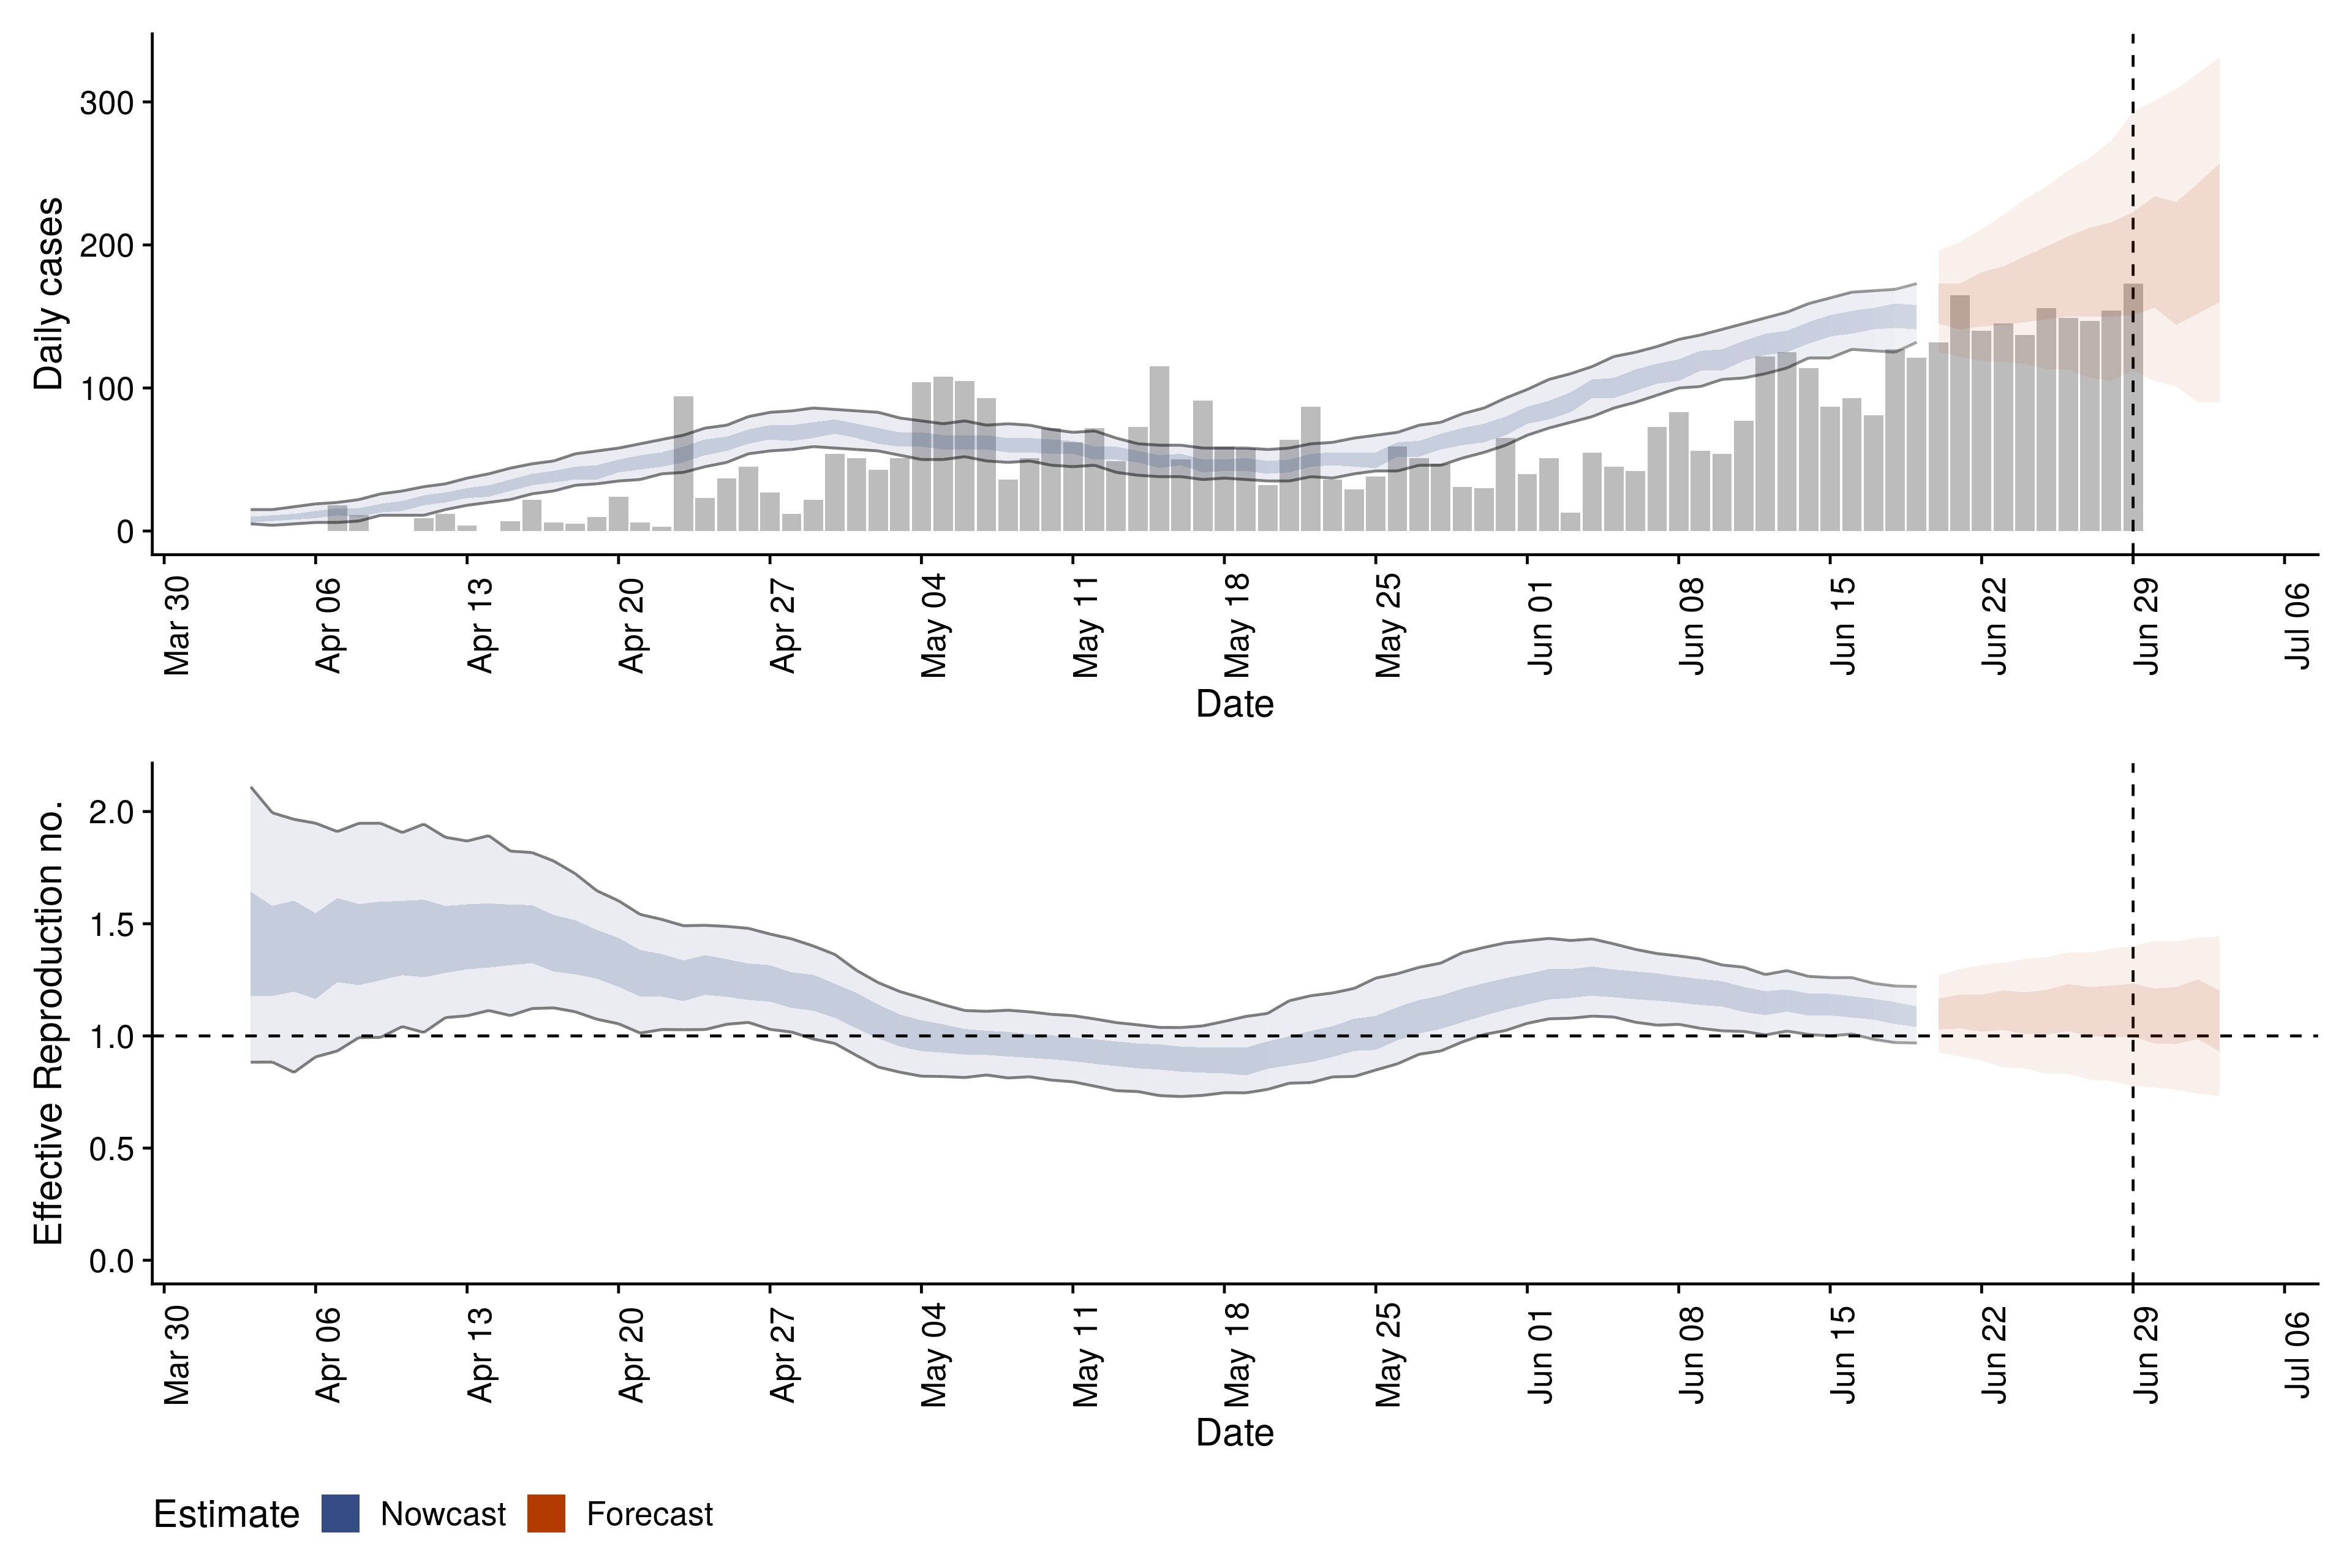 Daily cases
300
200
100
0
Mar 30
Apr 06
Apr 13
Apr 20
Apr 27
May 04
May 11
May 18
May 25
Jun 01
Jun 08
Jun 15
Jun 22
Jun 29
Jul 06
Date
Effective Reproduction no.
2.0
1.5
1.0
0.5
0.0
Mar 30
Apr 06
Apr 13
Apr 20
Apr 27
May 04
May 11
May 18
May 25
Jun 01
Jun 08
Jun 15
Jun 22
Jun 29
Jul 06
Date
Estimate Nowcast Forecast